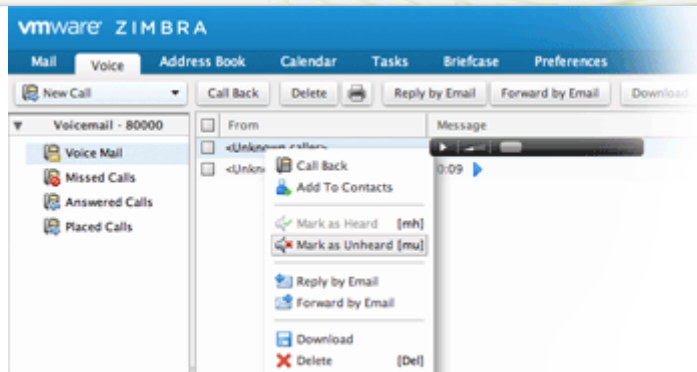 vmware ZIMBRA
Mail Voice Address Book Calendar Tasks Briefcase Preferences
New Call Call Back Delete Reply by Email Forward by Email Download
Voicemail - 80000 From Message
Voice Mail <Unknown caller>
Missed Calls <Unkn 0:09
Answered Calls
Placed Calls
Call Back
Add To Contacts
Mark as Heard [mh]
Mark as Unheard [mu]
Reply by Email
Forward by Email
Download
Delete [Del]